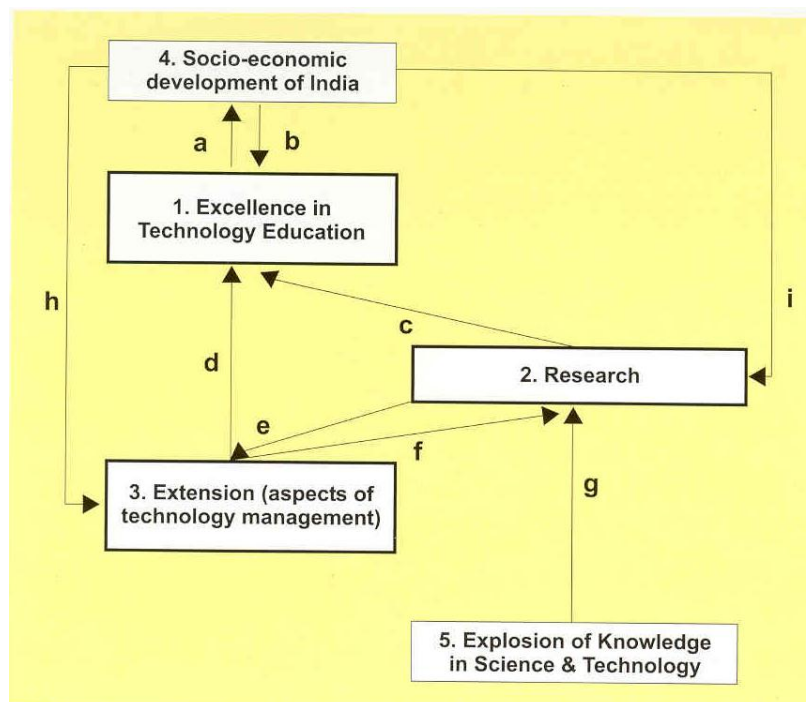 4. Socio-economic
development of India
a
b
1. Excellence in
Technology Education
h
i
c
d
2. Research
e
f
3. Extension (aspects of
technology management)
g
5. Explosion of Knowledge
in Science & Technology